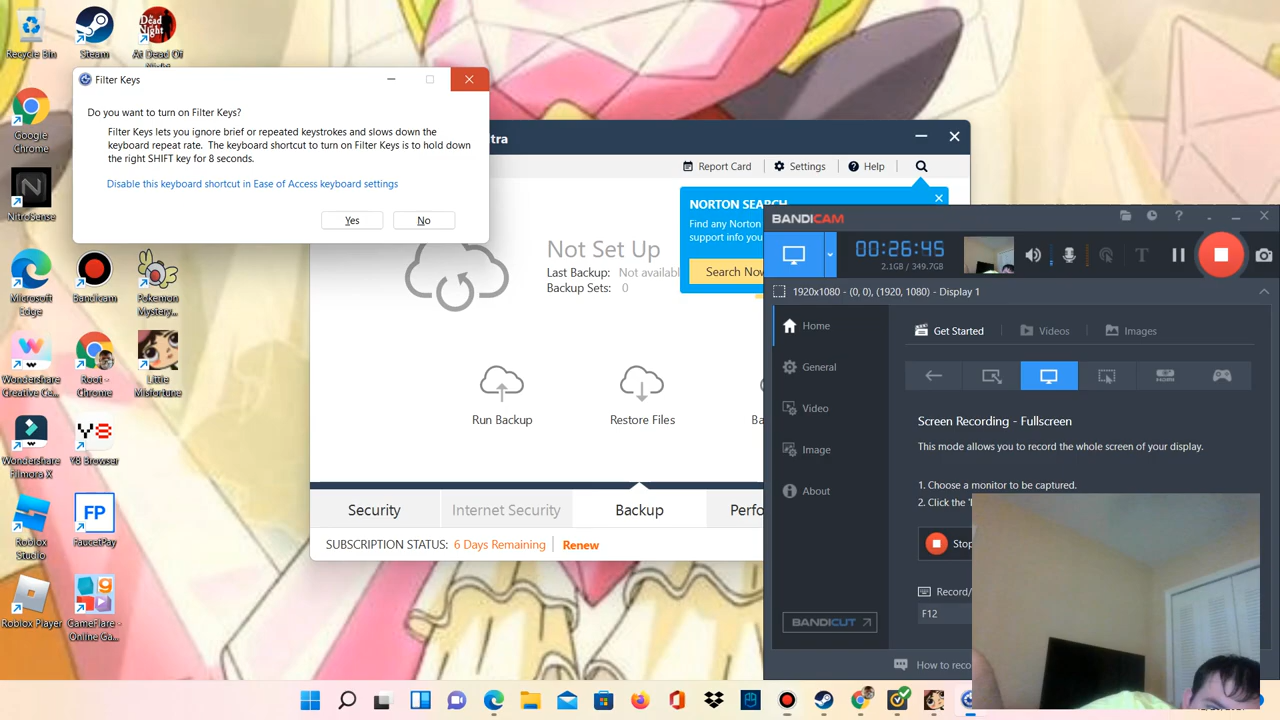 Recycle Bin
Steam
At Dead Of
Filter Keys
Do you want to turn on Filter Keys?
Filter Keys lets you ignore brief or repeated keystrokes and slows down the
keyboard repeat rate. The keyboard shortcut to turn on Filter Keys is to hold down
the right SHIFT key for 8 seconds.
Disable this keyboard shortcut in Ease of Access keyboard settings
Yes
No
Google
Chrome
NitroSense
Microsoft
Edge
Bandicam
Pokemon
Mystery...
Wondershare
Creative Ce...
Root -
Chrome
Little
Misfortune
Wondershare
Filmora X
Y8
Y8 Browser
Roblox
Studio
FP
FaucetPay
Roblox Player
GameFlare -
Online Ga...
ltra
Report Card
Settings
Help
NORTON SEARCH
Find any Norton
support info you
Search Now
Not Set Up
Last Backup: Not available
Backup Sets: 0
Run Backup
Restore Files
Ba
Security
Internet Security
Backup
Perfo
SUBSCRIPTION STATUS: 6 Days Remaining
Renew
BANDICAM
00:26:45
2.1GB / 349.7GB
1920x1080 - (0, 0), (1920, 1080) - Display 1
Home
General
Video
Image
About
Get Started
Videos
Images
HDMI
Screen Recording - Fullscreen
This mode allows you to record the whole screen of your display.
1. Choose a monitor to be captured.
2. Click the '
Stop
Record/
F12
BANDICUT
How to reco